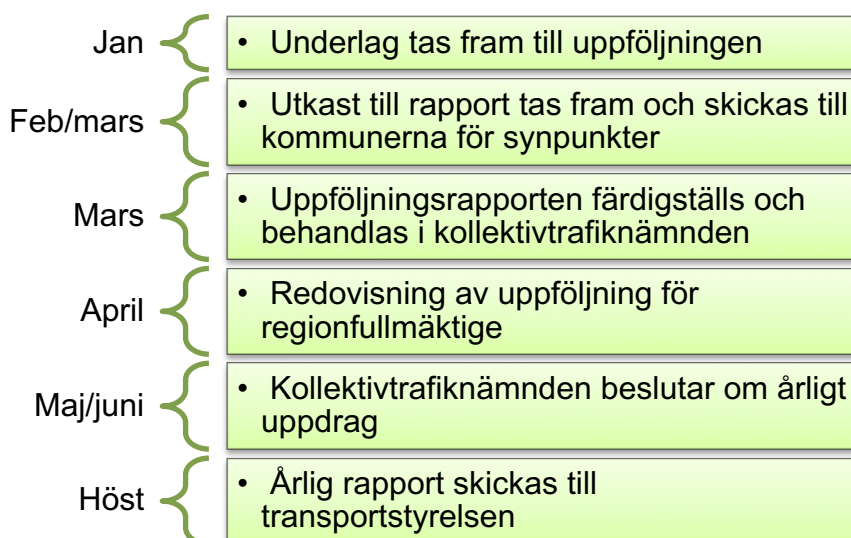 Jan
• Underlag tas fram till uppföljningen
Feb/mars
• Utkast till rapport tas fram och skickas till
kommunerna för synpunkter
Mars
• Uppföljningsrapporten färdigställs och
behandlas i kollektivtrafiknämnden
April
• Redovisning av uppföljning för
regionfullmäktige
Maj/juni
• Kollektivtrafiknämnden beslutar om årligt
uppdrag
Höst
• Årlig rapport skickas till
transportstyrelsen